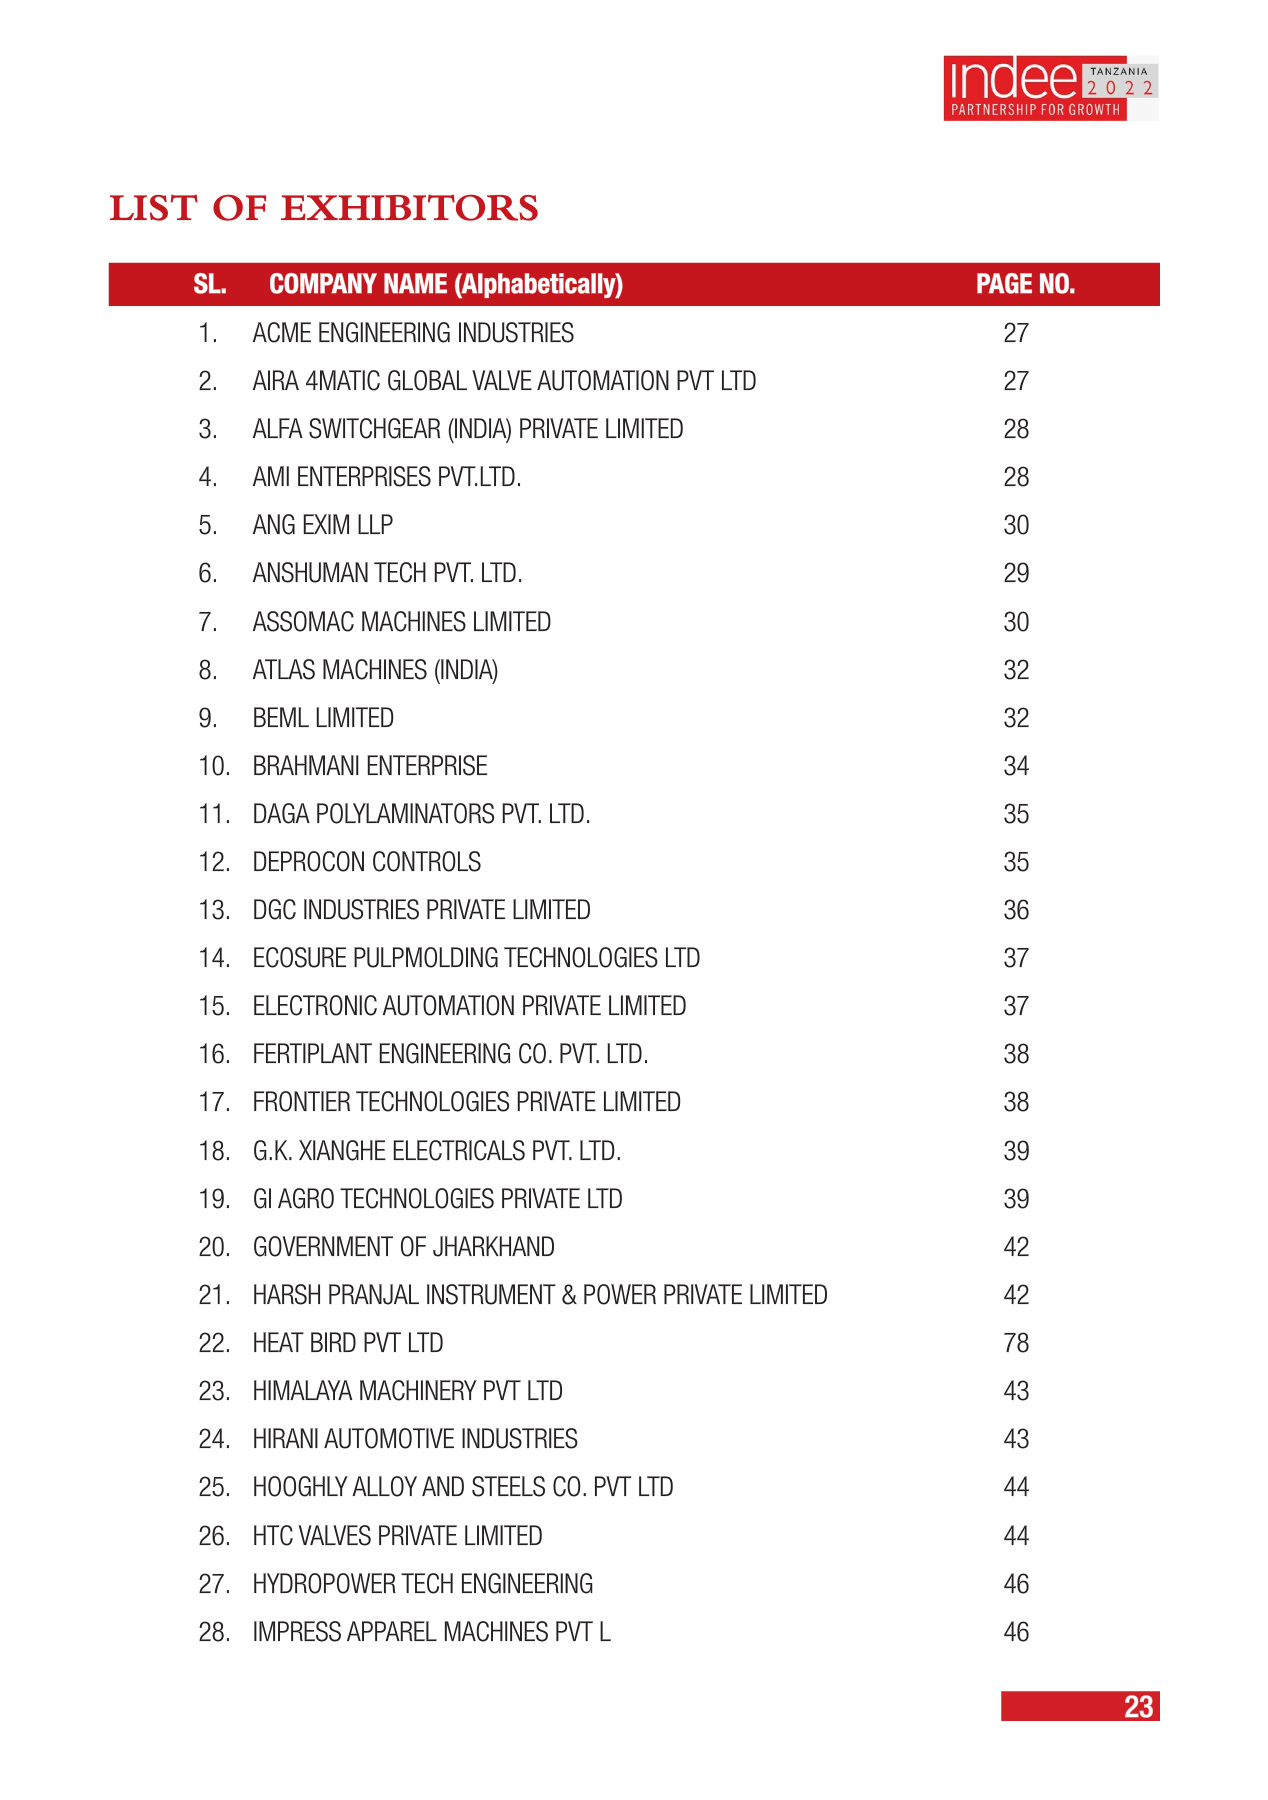 indee TANZANIA
2022
PARTNERSHIP FOR GROWTH
LIST OF EXHIBITORS
SL. COMPANY NAME (Alphabetically) PAGE NO.
1. ACME ENGINEERING INDUSTRIES 27
2. AIRA 4MATIC GLOBAL VALVE AUTOMATION PVT LTD 27
3. ALFA SWITCHGEAR (INDIA) PRIVATE LIMITED 28
4. AMI ENTERPRISES PVT.LTD. 28
5. ANG EXIM LLP 30
6. ANSHUMAN TECH PVT. LTD. 29
7. ASSOMAC MACHINES LIMITED 30
8. ATLAS MACHINES (INDIA) 32
9. BEML LIMITED 32
10. BRAHMANI ENTERPRISE 34
11. DAGA POLYLAMINATORS PVT. LTD. 35
12. DEPROCON CONTROLS 35
13. DGC INDUSTRIES PRIVATE LIMITED 36
14. ECOSURE PULPMOLDING TECHNOLOGIES LTD 37
15. ELECTRONIC AUTOMATION PRIVATE LIMITED 37
16. FERTIPLANT ENGINEERING CO. PVT. LTD. 38
17. FRONTIER TECHNOLOGIES PRIVATE LIMITED 38
18. G.K. XIANGHE ELECTRICALS PVT. LTD. 39
19. GI AGRO TECHNOLOGIES PRIVATE LTD 39
20. GOVERNMENT OF JHARKHAND 42
21. HARSH PRANJAL INSTRUMENT & POWER PRIVATE LIMITED 42
22. HEAT BIRD PVT LTD 78
23. HIMALAYA MACHINERY PVT LTD 43
24. HIRANI AUTOMOTIVE INDUSTRIES 43
25. HOOGHLY ALLOY AND STEELS CO. PVT LTD 44
26. HTC VALVES PRIVATE LIMITED 44
27. HYDROPOWER TECH ENGINEERING 46
28. IMPRESS APPAREL MACHINES PVT L 46
23